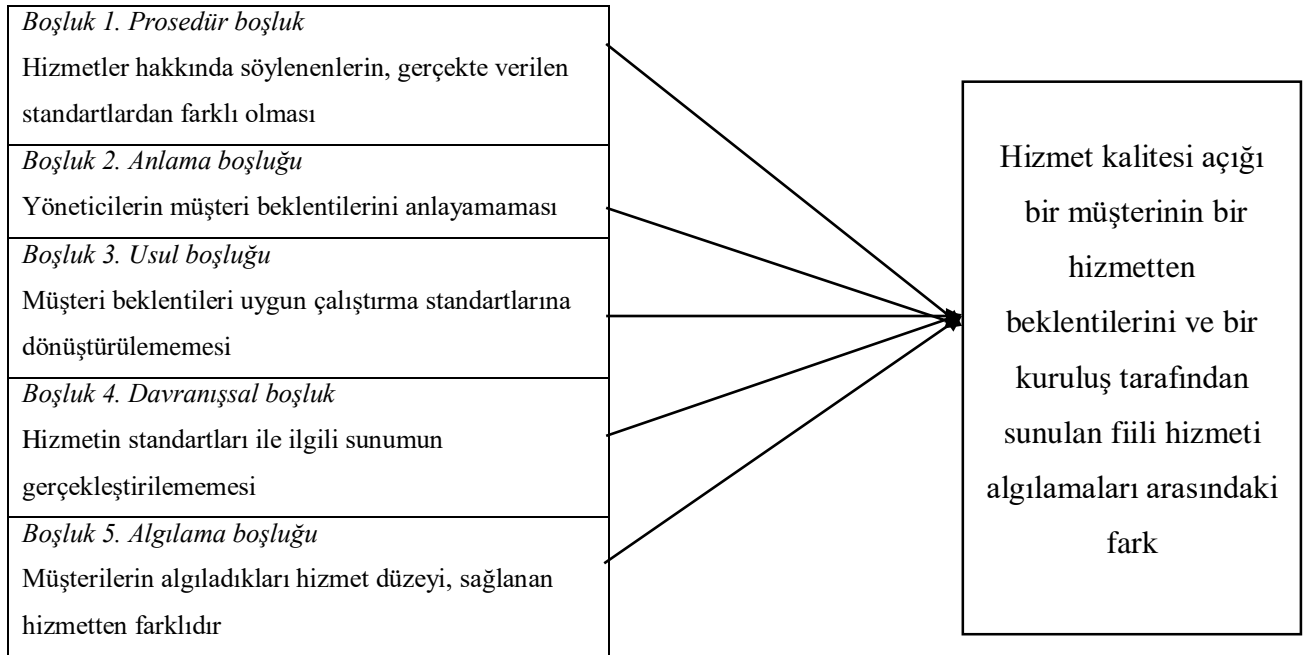 Boşluk 1. Prosedür boşluk
Hizmetler hakkında söylenenlerin, gerçekte verilen
standartlardan farklı olması
Boşluk 2. Anlama boşluğu
Yöneticilerin müşteri beklentilerini anlayamaması
Boşluk 3. Usul boşluğu
Müşteri beklentileri uygun çalıştırma standartlarına
dönüştürülememesi
Boşluk 4. Davranışsal boşluk
Hizmetin standartları ile ilgili sunumun
gerçekleştirilememesi
Boşluk 5. Algılama boşluğu
Müşterilerin algıladıkları hizmet düzeyi, sağlanan
hizmetten farklıdır
Hizmet kalitesi açığı
bir müşterinin bir
hizmetten
beklentilerini ve bir
kuruluş tarafından
sunulan fiili hizmeti
algılamaları arasındaki
fark